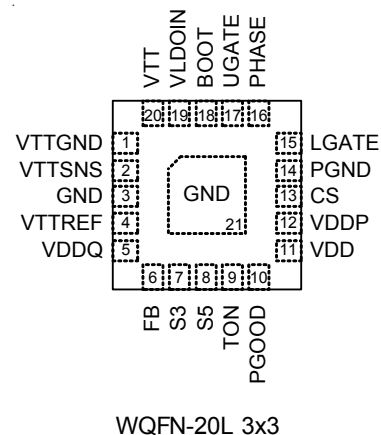 VTT
VLDOIN
BOOT
UGATE
PHASE
20 19 18 17 16
VTTGND 1
VTTSNS 2
GND 3
VTTREF 4
VDDQ 5
GND
21
15 LGATE
14 PGND
13 CS
12 VDDP
11 VDD
6 7 8 9 10
FB
S3
S5
TON
PGOOD
WQFN-20L 3x3